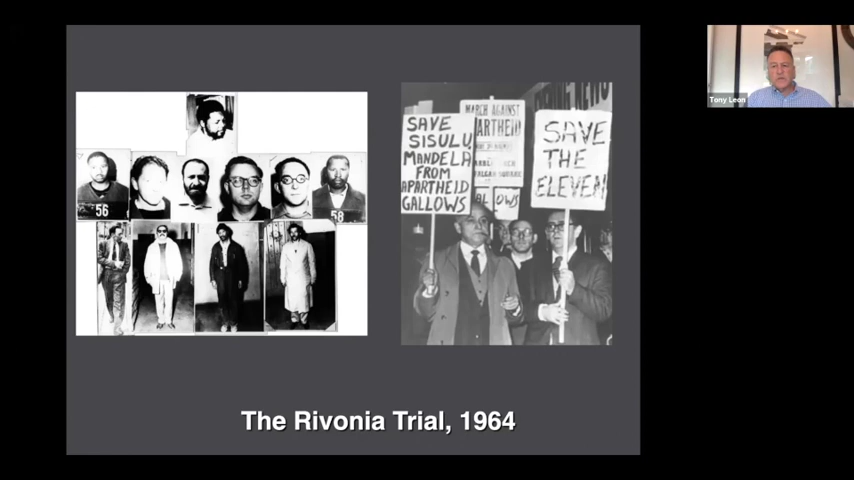 Tony Leon
56
58
SAVE
SISULU
MANDELA
FROM
APARTHEID
GALLOWS
MARCH AGAINST
SAVE
THE
ELEVEN
The Rivonia Trial, 1964